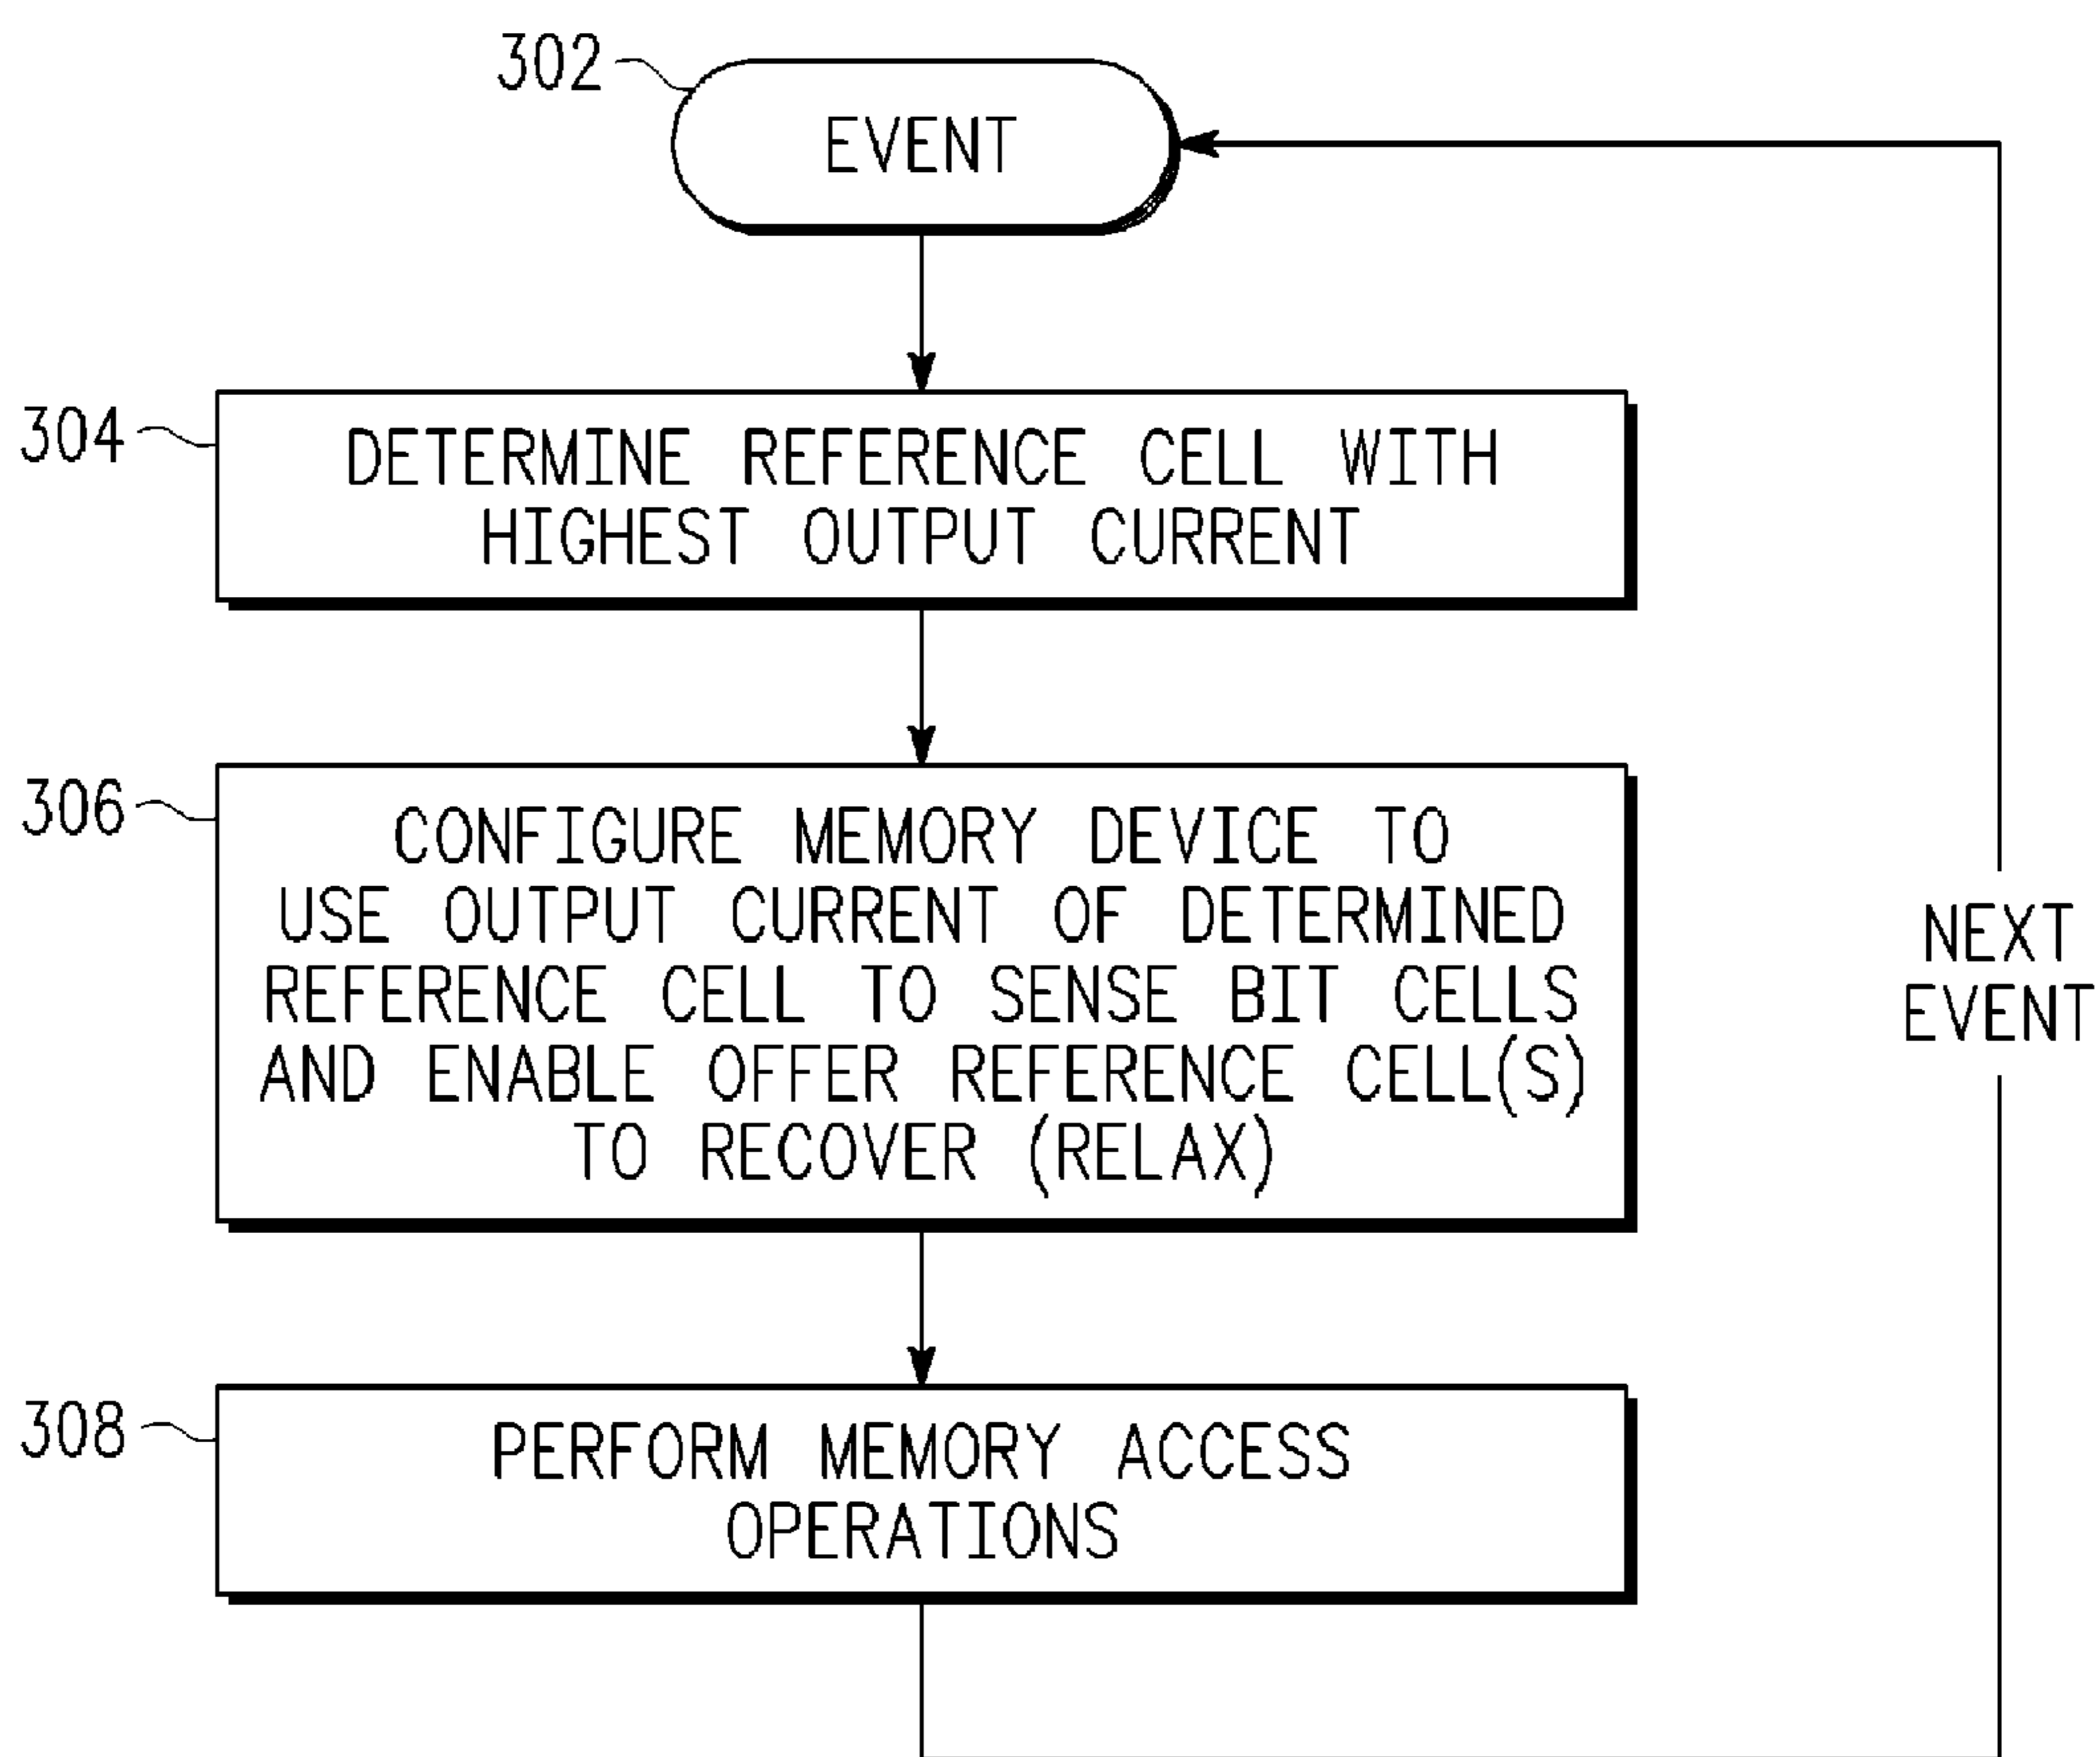 302
EVENT
304
DETERMINE REFERENCE CELL WITH
HIGHEST OUTPUT CURRENT
306
CONFIGURE MEMORY DEVICE TO
USE OUTPUT CURRENT OF DETERMINED
REFERENCE CELL TO SENSE BIT CELLS
AND ENABLE OFFER REFERENCE CELL(S)
TO RECOVER (RELAX)
NEXT
EVENT
308
PERFORM MEMORY ACCESS
OPERATIONS